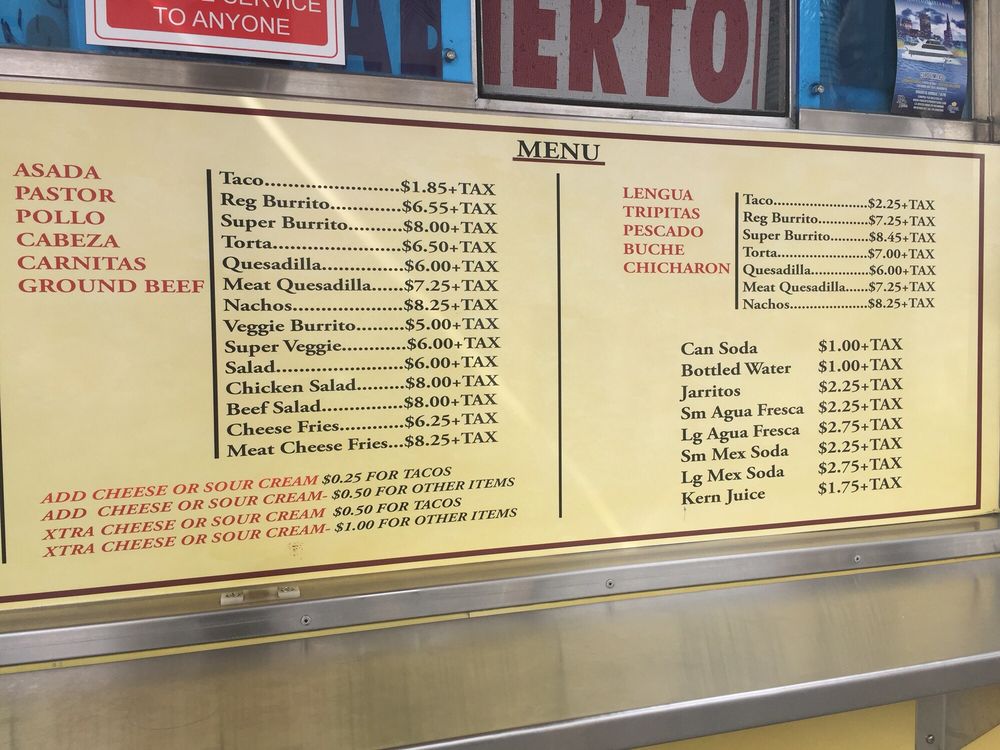 SERVICE
TO ANYONE
IERTO
MENU
ASADA
PASTOR
POLLO
CABEZA
CARNITAS
GROUND BEEF
Taco..............................$1.85+TAX
Reg Burrito................$6.55+TAX
Super Burrito............$8.00+TAX
Torta............................$6.50+TAX
Quesadilla..................$6.00+TAX
Meat Quesadilla.......$7.25+TAX
Nachos.........................$8.25+TAX
Veggie Burrito...........$5.00+TAX
Super Veggie..............$6.00+TAX
Salad.............................$6.00+TAX
Chicken Salad...........$8.00+TAX
Beef Salad...................$8.00+TAX
Cheese Fries...............$6.25+TAX
Meat Cheese Fries...$8.25+TAX
ADD CHEESE OR SOUR CREAM $0.25 FOR TACOS
ADD CHEESE OR SOUR CREAM- $0.50 FOR OTHER ITEMS
XTRA CHEESE OR SOUR CREAM $0.50 FOR TACOS
XTRA CHEESE OR SOUR CREAM- $1.00 FOR OTHER ITEMS
LENGUA
TRIPITAS
PESCADO
BUCHE
CHICHARON
Taco..........................$2.25+TAX
Reg Burrito..............$7.25+TAX
Super Burrito..........$8.45+TAX
Torta.........................$7.00+TAX
Quesadilla................$6.00+TAX
Meat Quesadilla......$7.25+TAX
Nachos......................$8.25+TAX
Can Soda $1.00+TAX
Bottled Water $1.00+TAX
Jarritos $2.25+TAX
Sm Agua Fresca $2.25+TAX
Lg Agua Fresca $2.75+TAX
Sm Mex Soda $2.25+TAX
Lg Mex Soda $2.75+TAX
Kern Juice $1.75+TAX